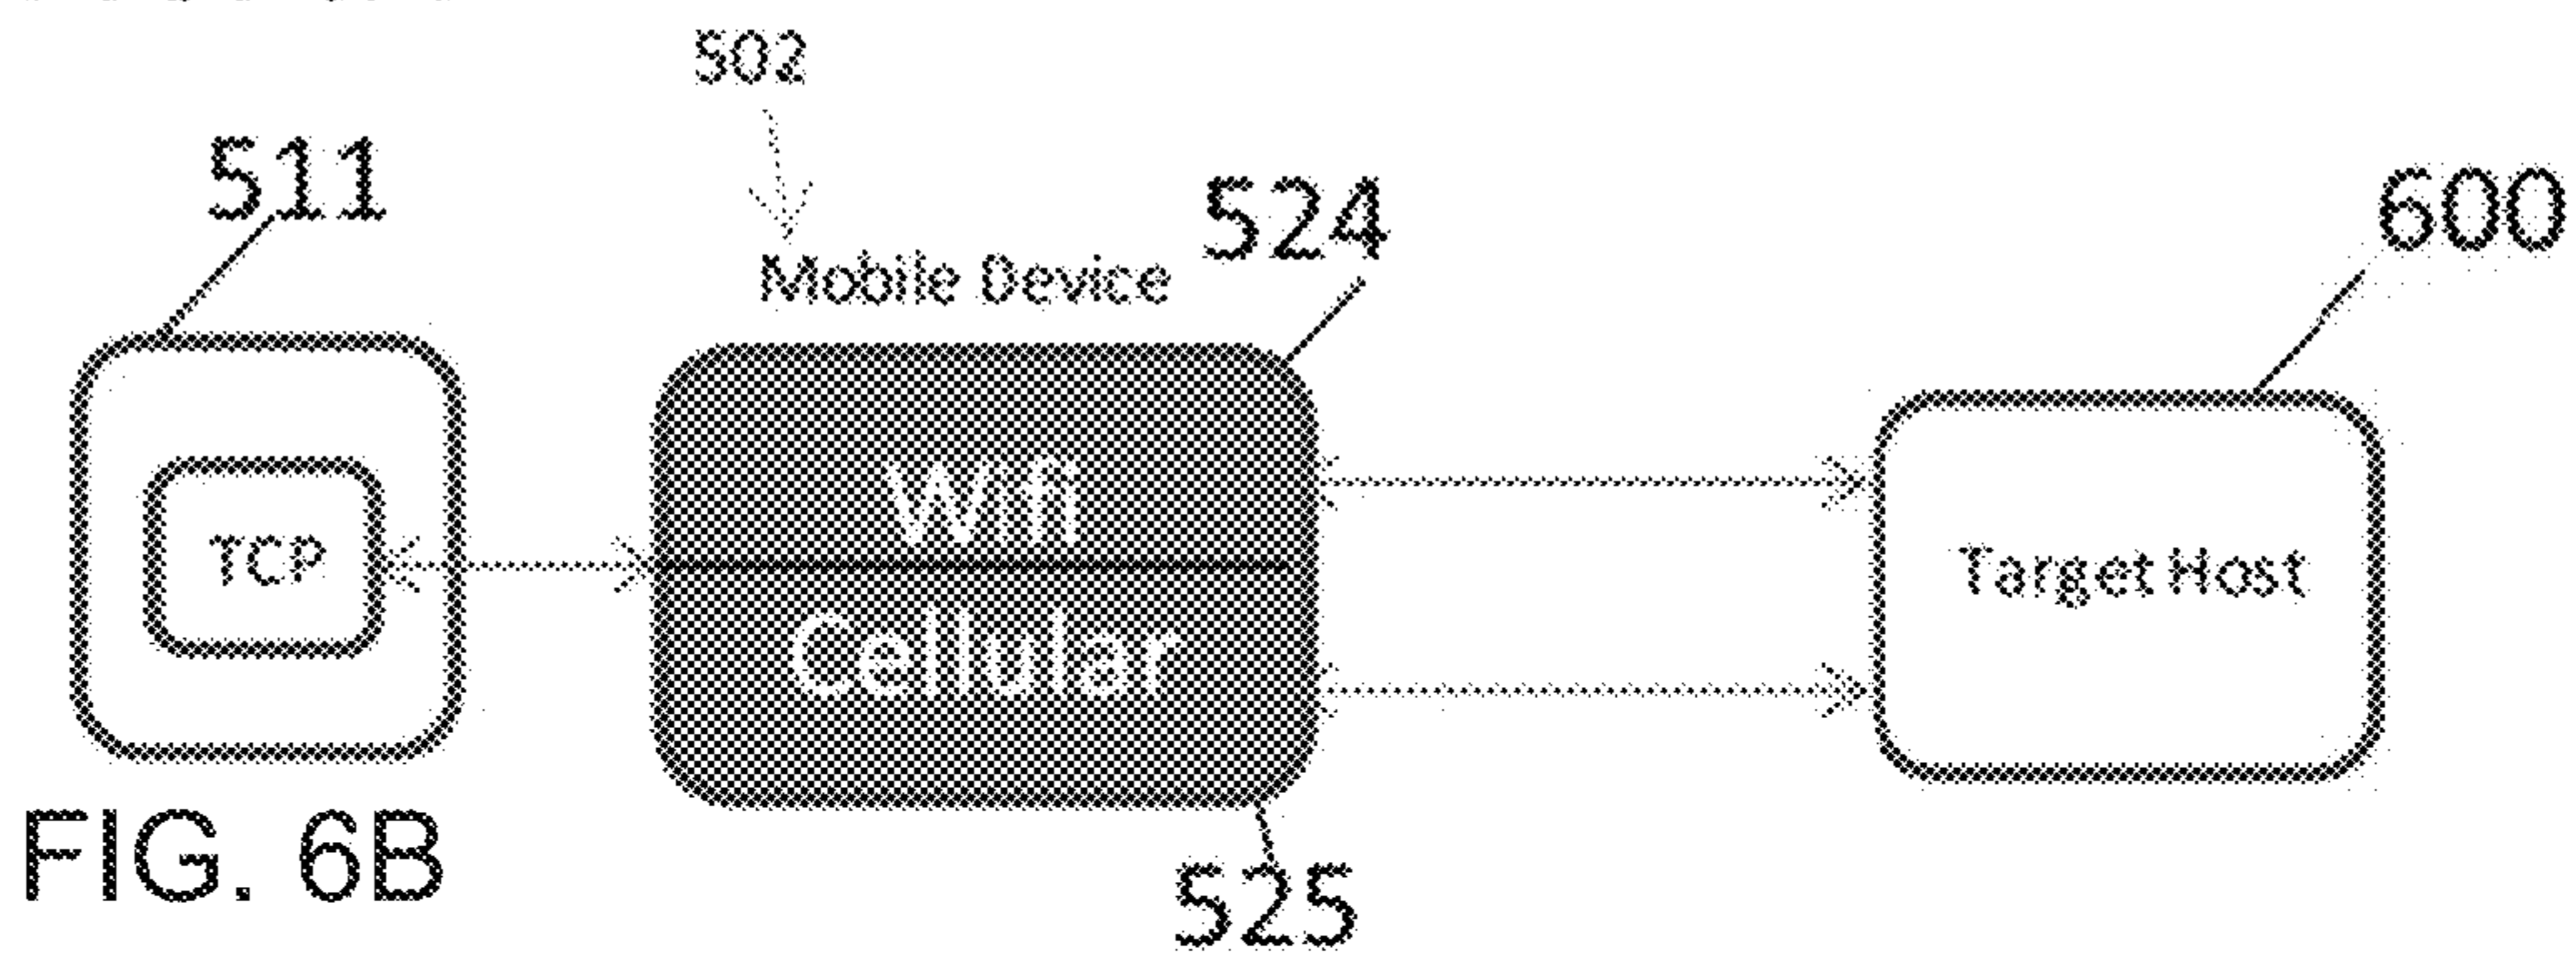 502
511
524
600
Mobile Device
Wifi
TCP
Target Host
Cellular
FIG. 6B
525